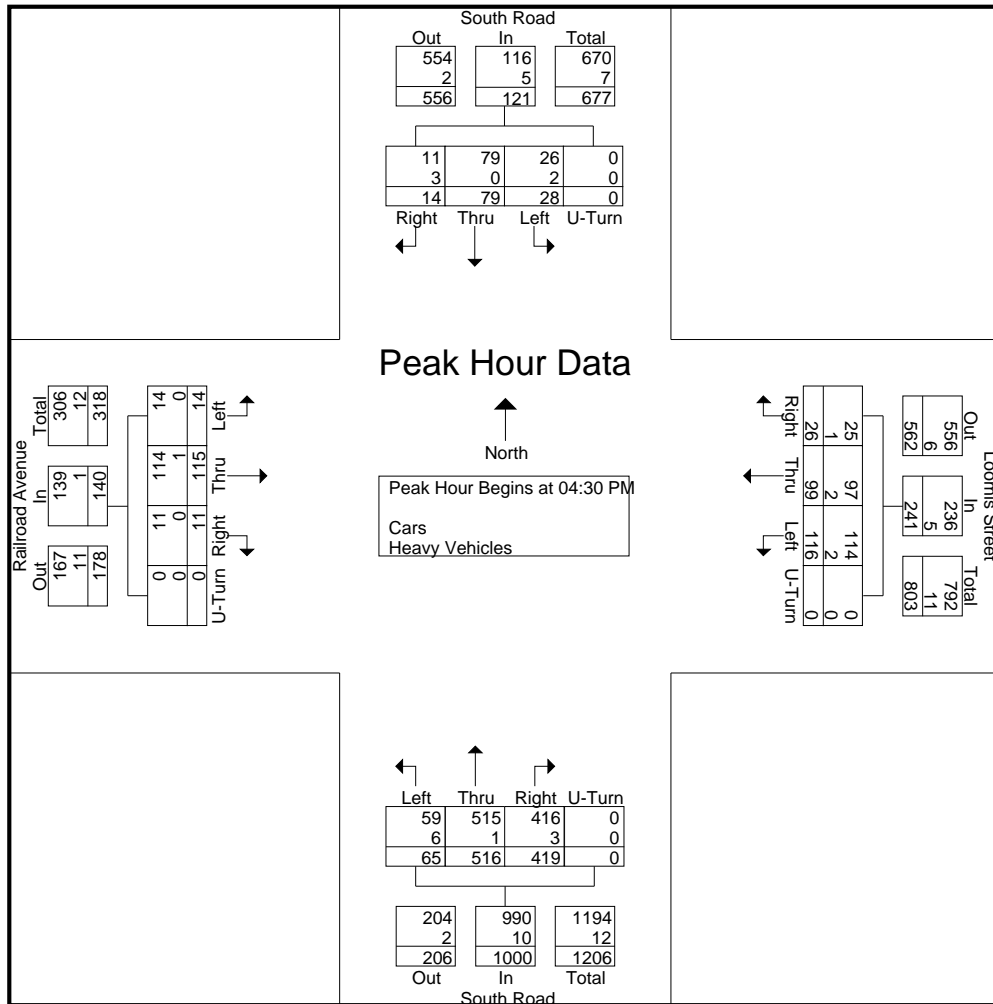 South Road
Out In Total
554 116 670
2 5 7
556 121 677
11 79 26 0
3 0 2 0
14 79 28 0
Right Thru Left U-Turn
Peak Hour Data
North
Peak Hour Begins at 04:30 PM
Cars
Heavy Vehicles
Railroad Avenue
Out In Total
167 139 306
11 1 12
178 140 318
0 11 114 14
0 0 1 0
0 11 115 14
U-Turn Right Thru Left
Loomis Street
Out In Total
556 236 792
6 5 11
562 241 803
25 97 114 0
1 2 2 0
26 99 116 0
Right Thru Left U-Turn
Left Thru Right U-Turn
59 515 416 0
6 1 3 0
65 516 419 0
204 990 1194
2 10 12
206 1000 1206
Out In Total
South Road